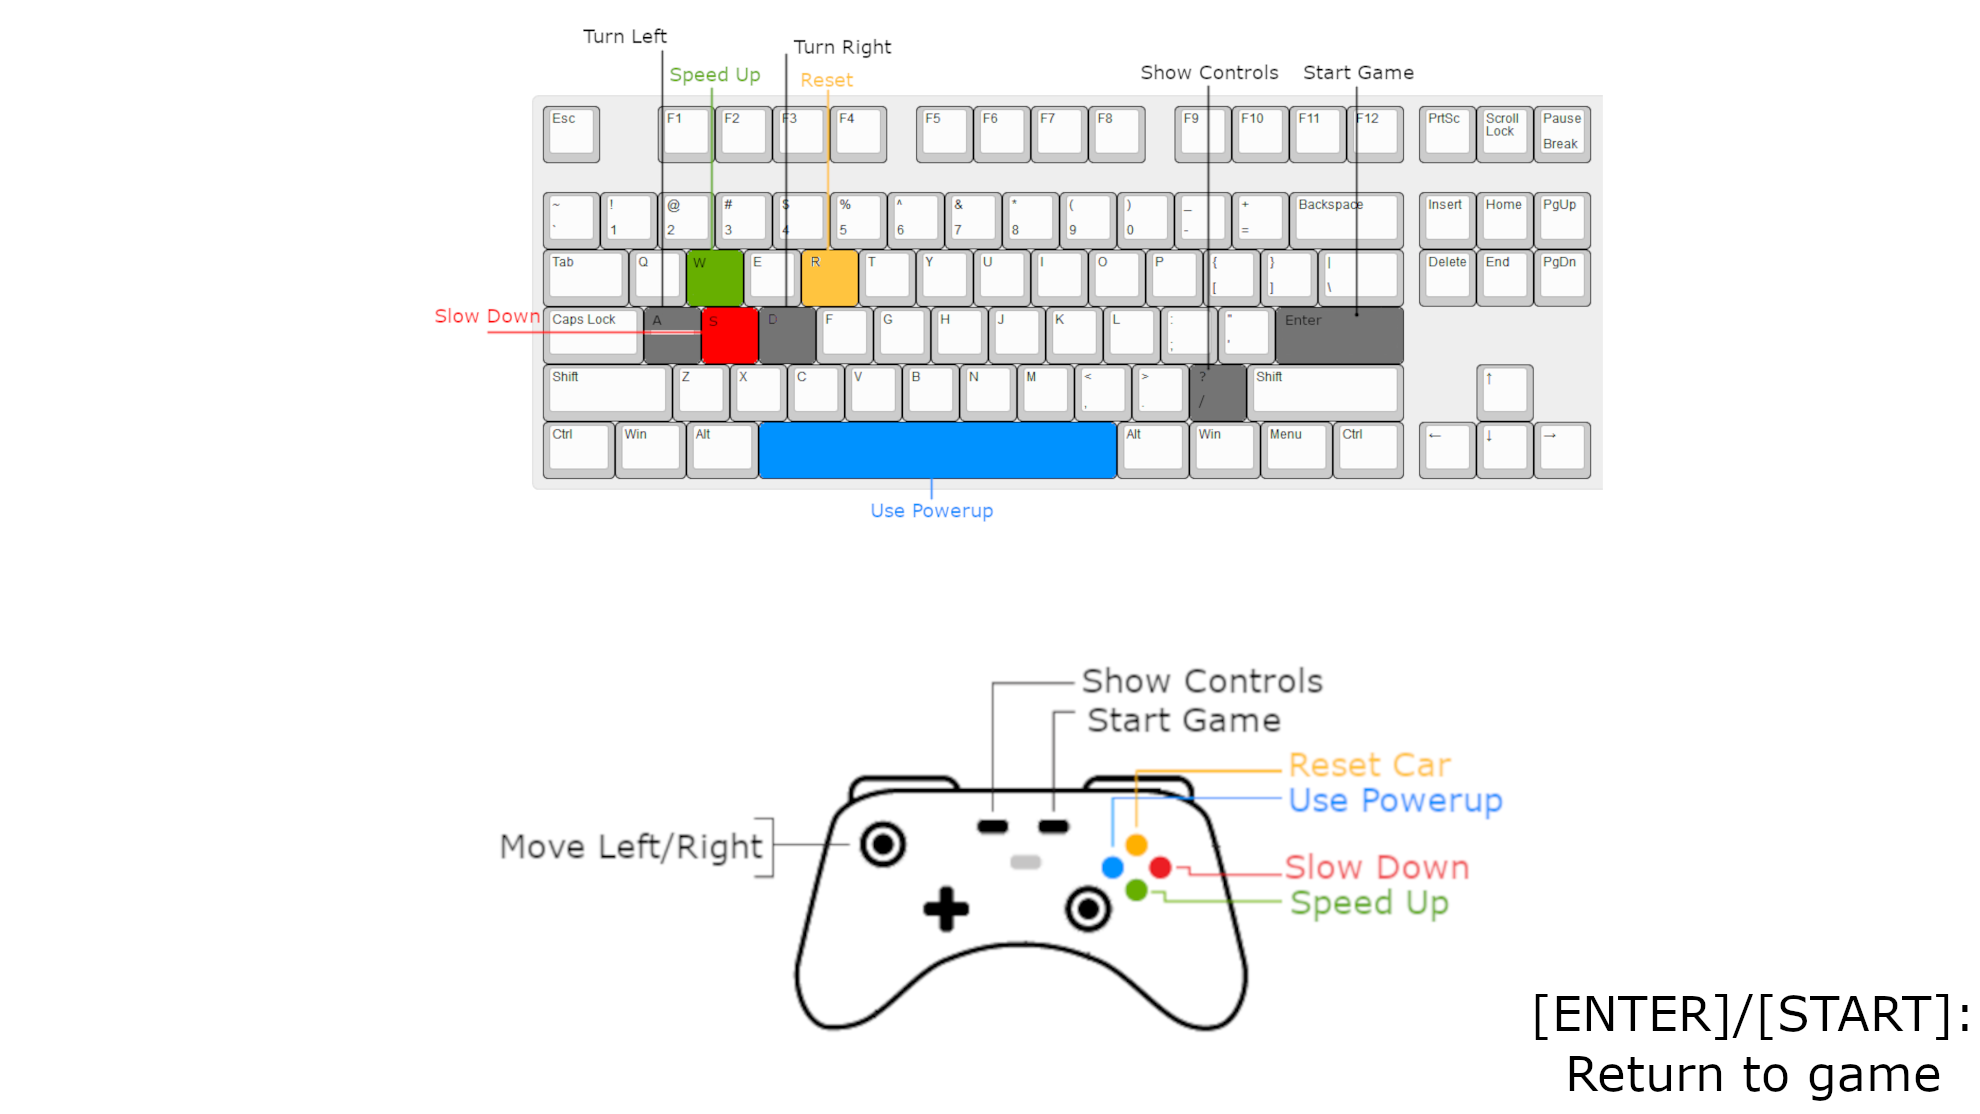 Turn Left
Turn Right
Speed Up
Reset
Show Controls
Start Game
Esc F1 F2 F3 F4 F5 F6 F7 F8 F9 F10 F11 F12 PrtSc Scroll Lock Pause Break
~ ! @ # $ % ^ & * ( ) _ + Backspace Insert Home PgUp
` 1 2 3 4 5 6 7 8 9 0 - =
Tab Q W E R T Y U I O P { } | Delete End PgDn
[ ] \
Slow Down
Caps Lock A S D F G H J K L : " Enter
; '
Shift Z X C V B N M < > ? Shift ↑
, . /
Ctrl Win Alt Alt Win Menu Ctrl ← ↓ →
Use Powerup
Show Controls
Start Game
Reset Car
Use Powerup
Move Left/Right
Slow Down
Speed Up
[ENTER]/[START]:
Return to game